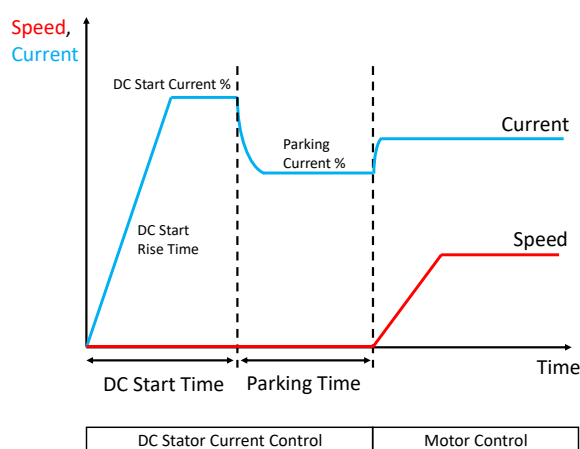 Speed,
Current
DC Start Current %
Parking
Current %
Current
DC Start
Rise Time
Speed
Time
DC Start Time
Parking Time
DC Stator Current Control
Motor Control